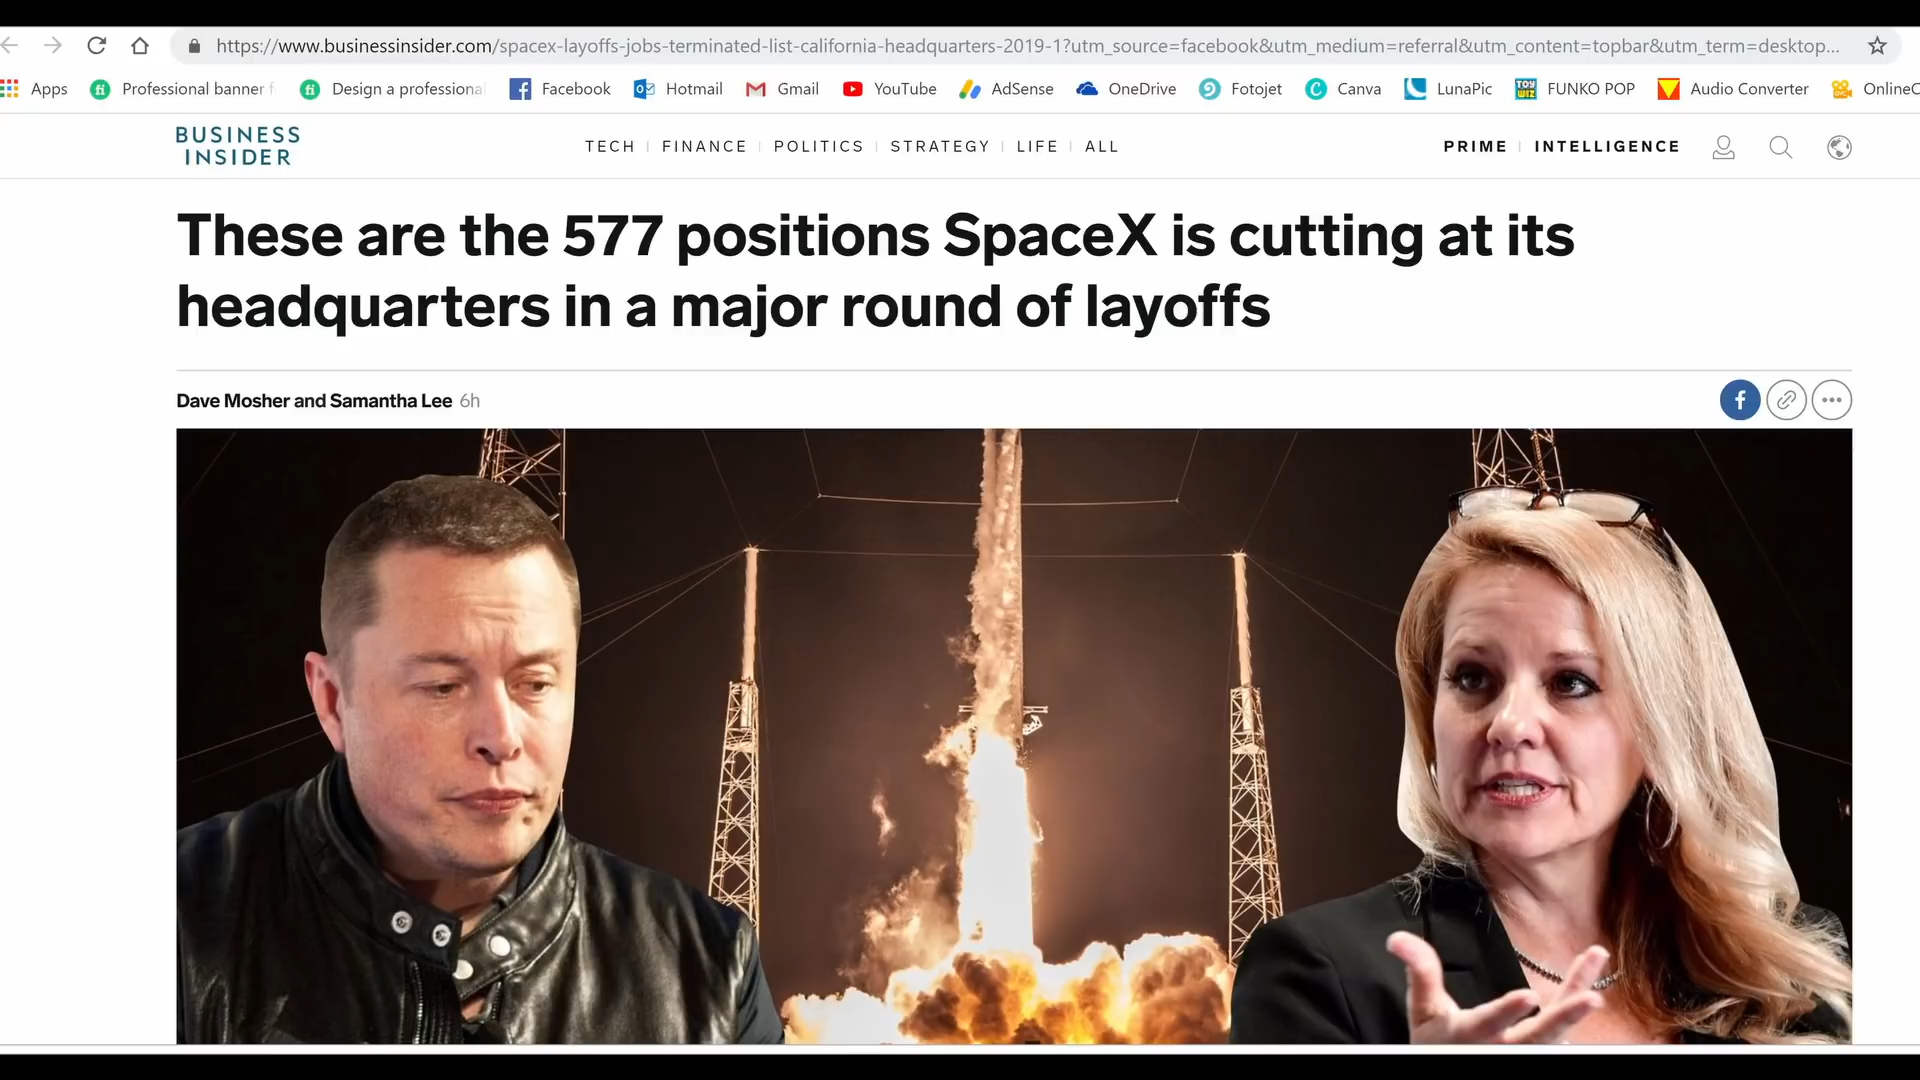 https://www.businessinsider.com/spacex-layoffs-jobs-terminated-list-california-headquarters-2019-1?utm_source=facebook&utm_medium=referral&utm_content=topbar&utm_term=desktop...
Apps Professional banner f Design a professiona Facebook Hotmail Gmail YouTube AdSense OneDrive Fotojet Canva LunaPic TOY WIZ FUNKO POP Audio Converter OnlineC
BUSINESS
INSIDER
TECH FINANCE POLITICS STRATEGY LIFE ALL
PRIME INTELLIGENCE
These are the 577 positions SpaceX is cutting at its
headquarters in a major round of layoffs
Dave Mosher and Samantha Lee 6h